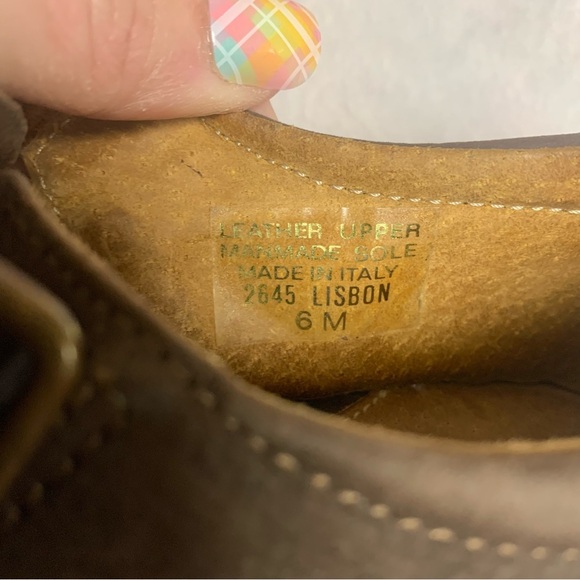 LEATHER UPPER
MANMADE SOLE
MADE IN ITALY
2645 LISBON
6 M